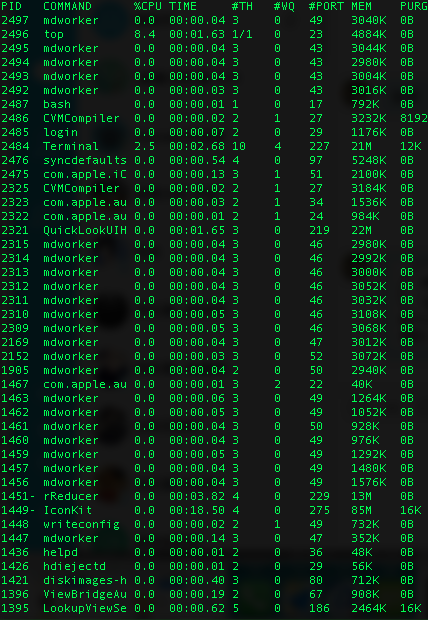 PID COMMAND %CPU TIME #TH #WQ #PORT MEM PURG
2497 mdworker 0.0 00:00.04 3 0 49 3040K 0B
2496 top 8.4 00:01.63 1/1 0 23 4884K 0B
2495 mdworker 0.0 00:00.04 3 0 43 3044K 0B
2494 mdworker 0.0 00:00.04 3 0 43 2980K 0B
2493 mdworker 0.0 00:00.04 3 0 43 3004K 0B
2492 mdworker 0.0 00:00.03 3 0 43 3016K 0B
2487 bash 0.0 00:00.01 1 0 17 792K 0B
2486 CVMCompiler 0.0 00:00.02 2 1 27 3232K 8192
2485 login 0.0 00:00.07 2 0 29 1176K 0B
2484 Terminal 2.5 00:02.68 10 4 227 21M 12K
2476 syncdefaults 0.0 00:00.54 4 0 97 5248K 0B
2475 com.apple.iC 0.0 00:00.13 3 1 51 2100K 0B
2325 CVMCompiler 0.0 00:00.02 2 1 27 3184K 0B
2323 com.apple.au 0.0 00:00.03 2 1 34 1536K 0B
2322 com.apple.au 0.0 00:00.01 2 1 24 984K 0B
2321 QuickLookUIH 0.0 00:01.65 3 0 219 22M 0B
2315 mdworker 0.0 00:00.04 4 0 46 2980K 0B
2314 mdworker 0.0 00:00.04 3 0 46 2992K 0B
2313 mdworker 0.0 00:00.04 3 0 46 3000K 0B
2312 mdworker 0.0 00:00.04 3 0 46 3052K 0B
2311 mdworker 0.0 00:00.04 3 0 46 3032K 0B
2310 mdworker 0.0 00:00.05 3 0 46 3108K 0B
2309 mdworker 0.0 00:00.05 3 0 46 3068K 0B
2169 mdworker 0.0 00:00.04 3 0 47 3012K 0B
2152 mdworker 0.0 00:00.03 3 0 52 3072K 0B
1905 mdworker 0.0 00:00.04 2 0 50 2940K 0B
1467 com.apple.au 0.0 00:00.01 3 2 22 40K 0B
1463 mdworker 0.0 00:00.06 3 0 49 1264K 0B
1462 mdworker 0.0 00:00.05 3 0 49 1052K 0B
1461 mdworker 0.0 00:00.04 3 0 50 928K 0B
1460 mdworker 0.0 00:00.04 3 0 49 976K 0B
1459 mdworker 0.0 00:00.05 3 0 49 1292K 0B
1457 mdworker 0.0 00:00.04 3 0 49 1480K 0B
1456 mdworker 0.0 00:00.04 3 0 49 1576K 0B
1451- rReducer 0.0 00:03.82 4 0 229 13M 0B
1449- IconKit 0.0 00:18.50 4 0 275 85M 16K
1448 writeconfig 0.0 00:00.02 2 1 49 732K 0B
1447 mdworker 0.0 00:00.14 3 0 47 352K 0B
1436 helpd 0.0 00:00.01 2 0 36 48K 0B
1426 hdiejectd 0.0 00:00.01 2 0 29 56K 0B
1421 diskimages-h 0.0 00:00.40 3 0 80 712K 0B
1396 ViewBridgeAu 0.0 00:00.19 2 0 67 908K 0B
1395 LookupViewSe 0.0 00:00.62 5 0 186 2464K 16K